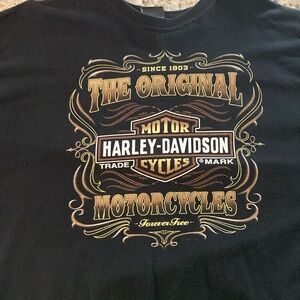 SINCE 1903
THE ORIGINAL
MOTOR
HARLEY-DAVIDSON
TRADE ® MARK
CYCLES
MOTORCYCLES
Forever Free